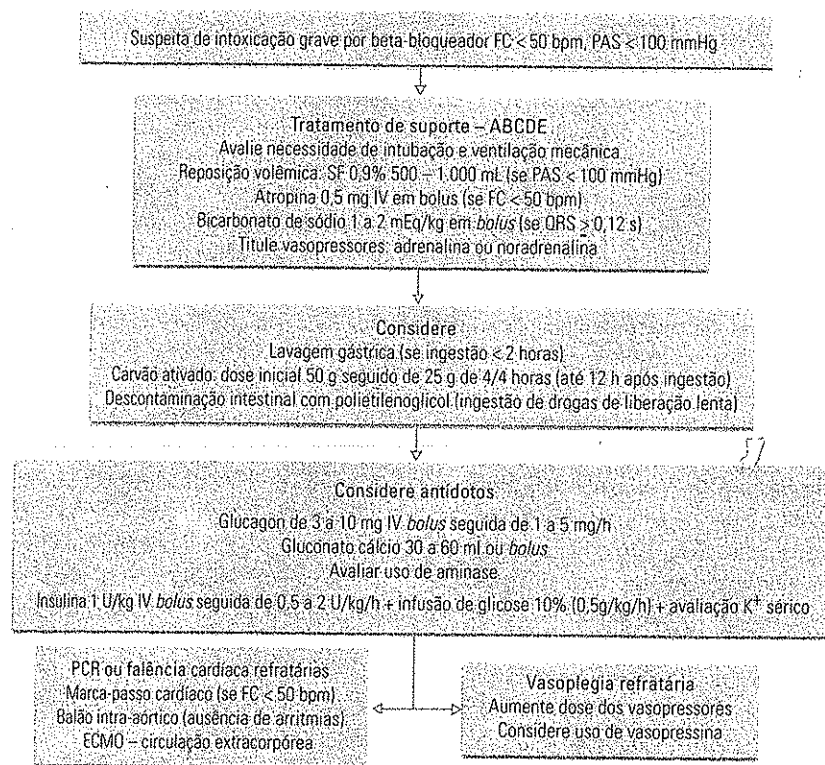 Suspeita de intoxicação grave por beta-bloqueador FC < 50 bpm, PAS < 100 mmHg
Tratamento de suporte – ABCDE
Avalie necessidade de intubação e ventilação mecânica
Reposição volêmica: SF 0,9% 500 – 1.000 mL (se PAS < 100 mmHg)
Atropina 0,5 mg IV em bolus (se FC < 50 bpm)
Bicarbonato de sódio 1 a 2 mEq/kg em bolus (se QRS ≥ 0,12 s)
Titule vasopressores: adrenalina ou noradrenalina
Considere
Lavagem gástrica (se ingestão < 2 horas)
Carvão ativado: dose inicial 50 g seguido de 25 g de 4/4 horas (até 12 h após ingestão)
Descontaminação intestinal com polietilenoglicol (ingestão de drogas de liberação lenta)
Considere antídotos
Glucagon de 3 a 10 mg IV bolus seguida de 1 a 5 mg/h
Gluconato cálcio 30 a 60 ml ou bolus
Avaliar uso de aminase
Insulina 1 U/kg IV bolus seguida de 0,5 a 2 U/kg/h + infusão de glicose 10% (0,5g/kg/h) + avaliação K+ sérico
PCR ou falência cardíaca refratárias
Marca-passo cardíaco (se FC < 50 bpm)
Balão intra-aórtico (ausência de arritmias)
ECMO – circulação extracorpórea
Vasoplegia refratária
Aumente dose dos vasopressores
Considere uso de vasopressina